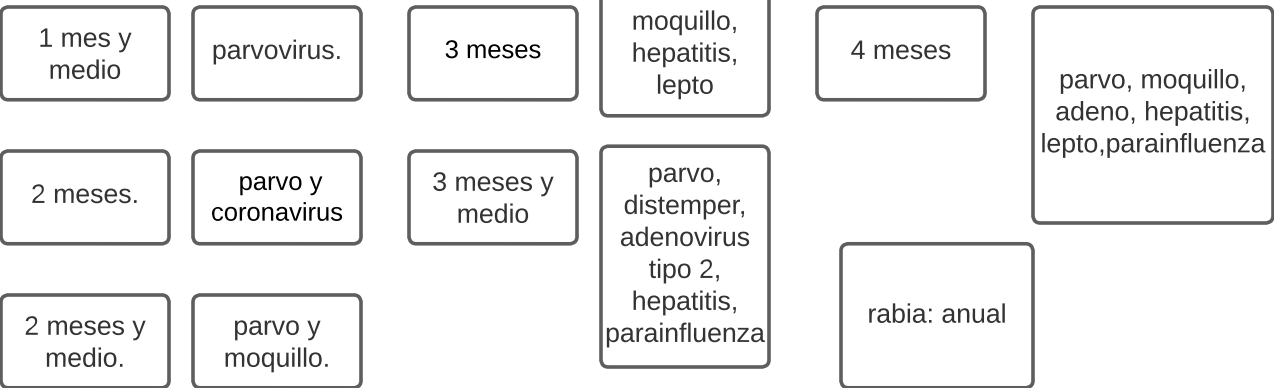 1 mes y
medio
parvovirus.
3 meses
moquillo,
hepatitis,
lepto
4 meses
parvo, moquillo,
adeno, hepatitis,
lepto,parainfluenza
2 meses.
parvo y
coronavirus
3 meses y
medio
parvo,
distemper,
adenovirus
tipo 2,
hepatitis,
parainfluenza
rabia: anual
2 meses y
medio.
parvo y
moquillo.